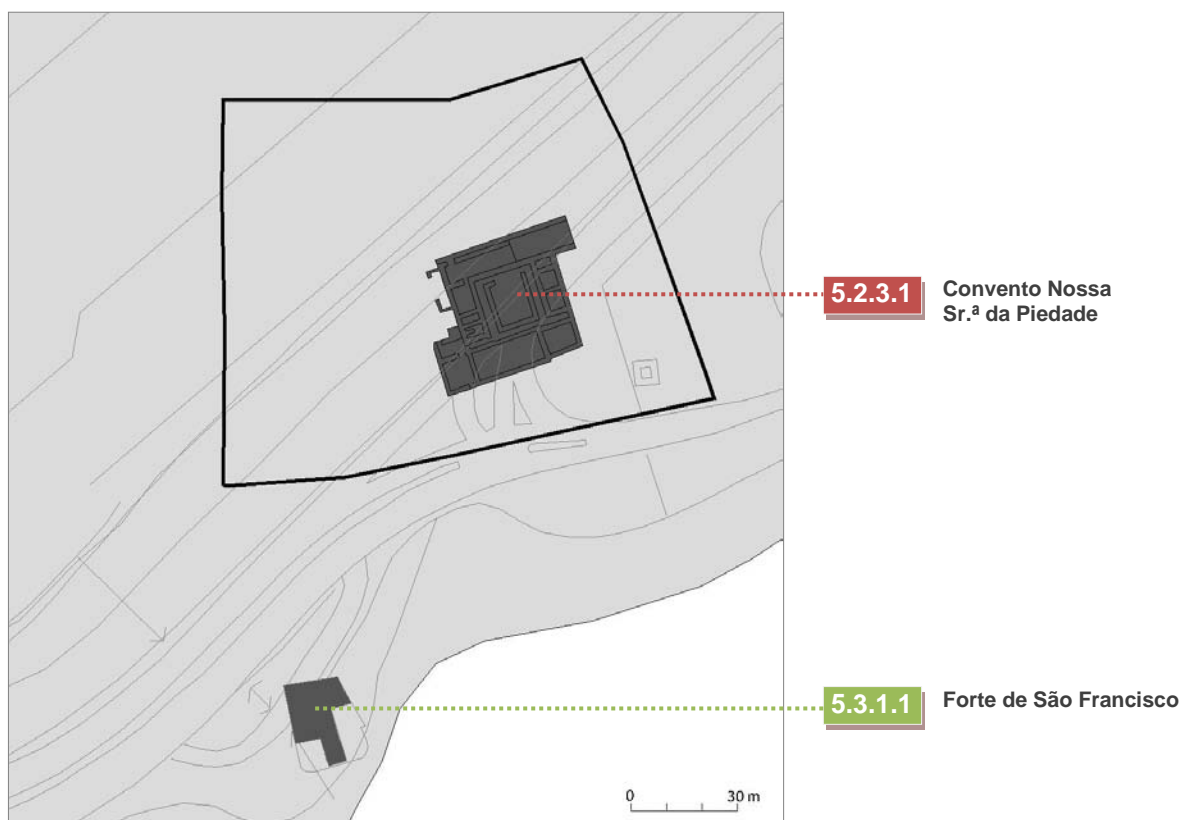 5.2.3.1
Convento Nossa
Sr.ª da Piedade
5.3.1.1
Forte de São Francisco
0 30 m